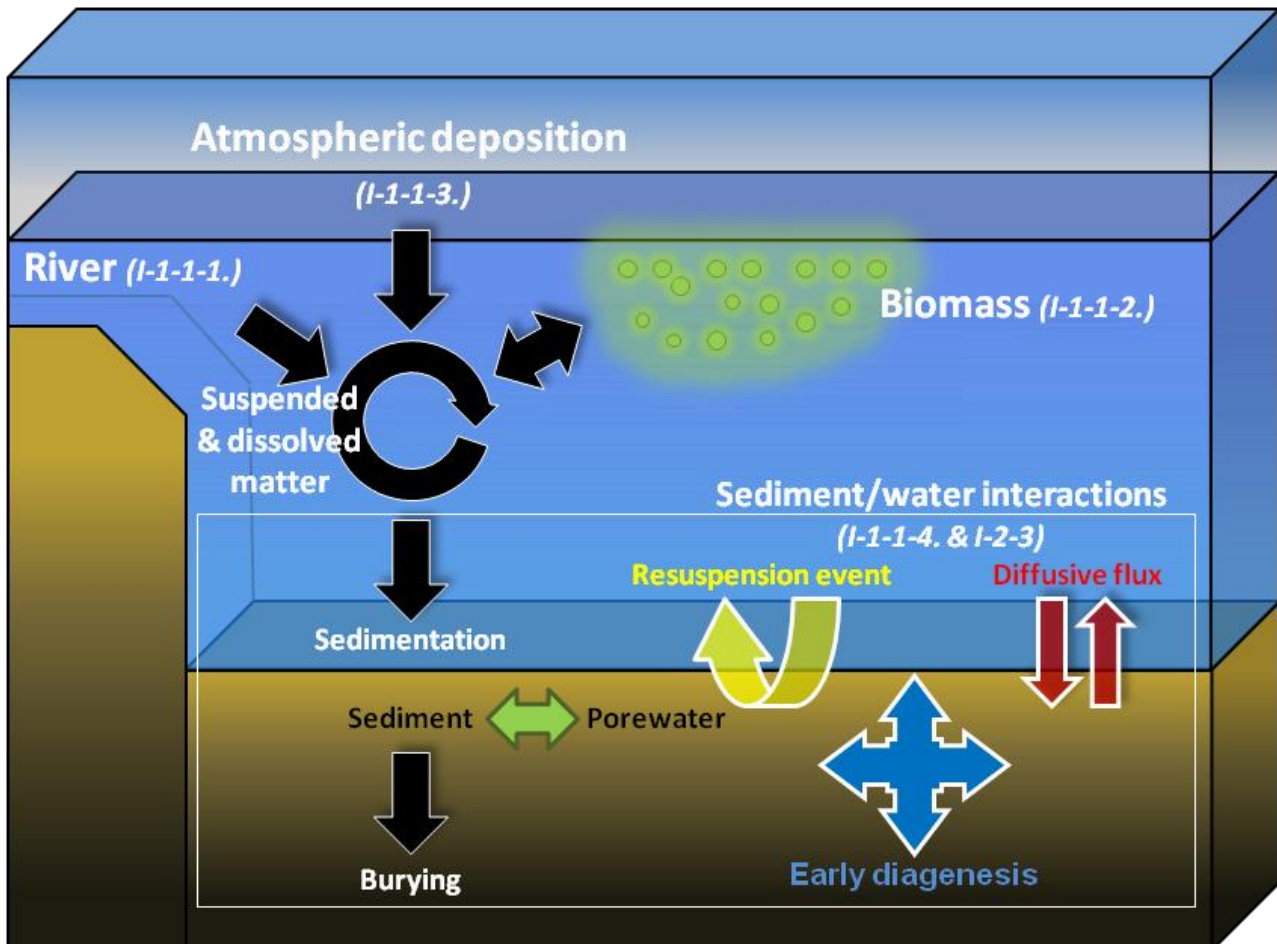 Atmospheric deposition
(I-1-1-3.)
River (I-1-1-1.)
Biomass (I-1-1-2.)
Suspended
& dissolved
matter
Sediment/water interactions
(I-1-1-4. & I-2-3)
Resuspension event
Diffusive flux
Sedimentation
Sediment
Porewater
Burying
Early diagenesis